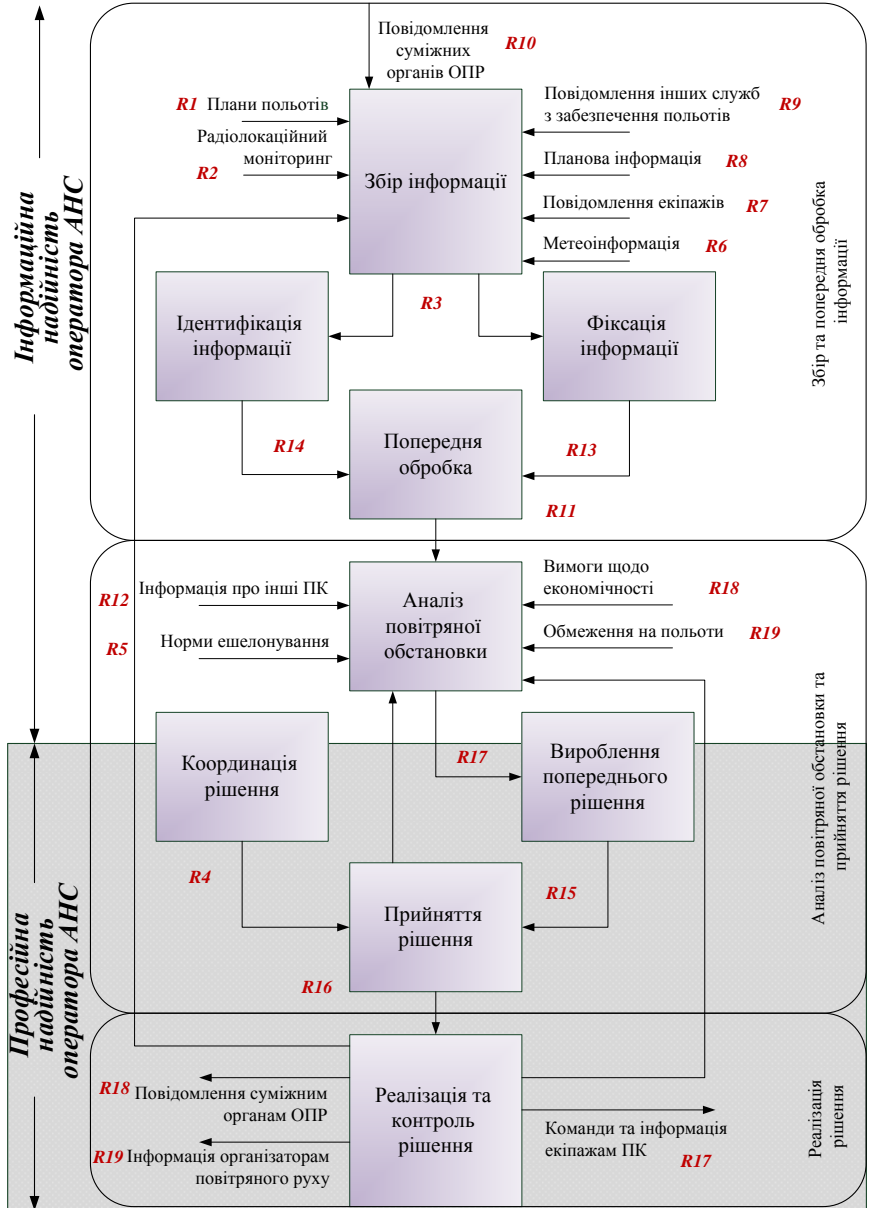 Повідомлення
суміжних
органів ОПР
R10
R1 Плани польотів
Радіолокаційний
моніторинг
R2
Збір інформації
Повідомлення інших служб
з забезпечення польотів
R9
Планова інформація
R8
Повідомлення екіпажів
R7
Метеоінформація
R6
R3
Ідентифікація
інформації
Фіксація
інформації
R14
Попередня
обробка
R13
R11
Збір та попередня обробка
інформації
Інформаційна
надійність
оператора АНС
R12
Інформація про інші ПК
R5
Норми ешелонування
Аналіз
повітряної
обстановки
Вимоги щодо
економічності
R18
Обмеження на польоти
R19
Координація
рішення
R17
Вироблення
попереднього
рішення
R4
Прийняття
рішення
R15
R16
Аналіз повітряної обстановки та
прийняття рішення
Професійна
надійність
оператора АНС
R18
Повідомлення суміжним
органам ОПР
R19 Інформація організаторам
повітряного руху
Реалізація та
контроль
рішення
Команди та інформація
екіпажам ПК
R17
Реалізація
рішення